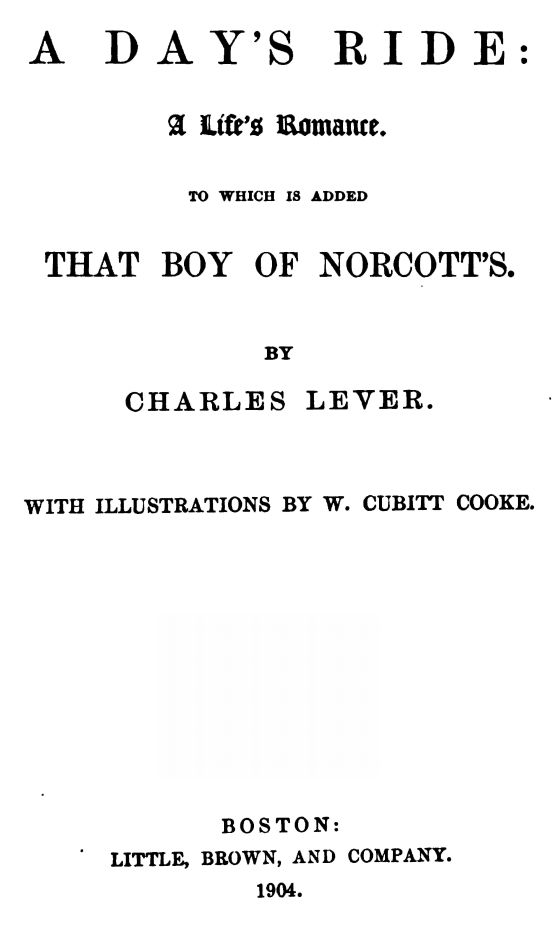 A DAY'S RIDE:
A Life's Romance.
TO WHICH IS ADDED
THAT BOY OF NORCOTT'S.
BY
CHARLES LEVER.
WITH ILLUSTRATIONS BY W. CUBITT COOKE.
BOSTON:
LITTLE, BROWN, AND COMPANY.
1904.